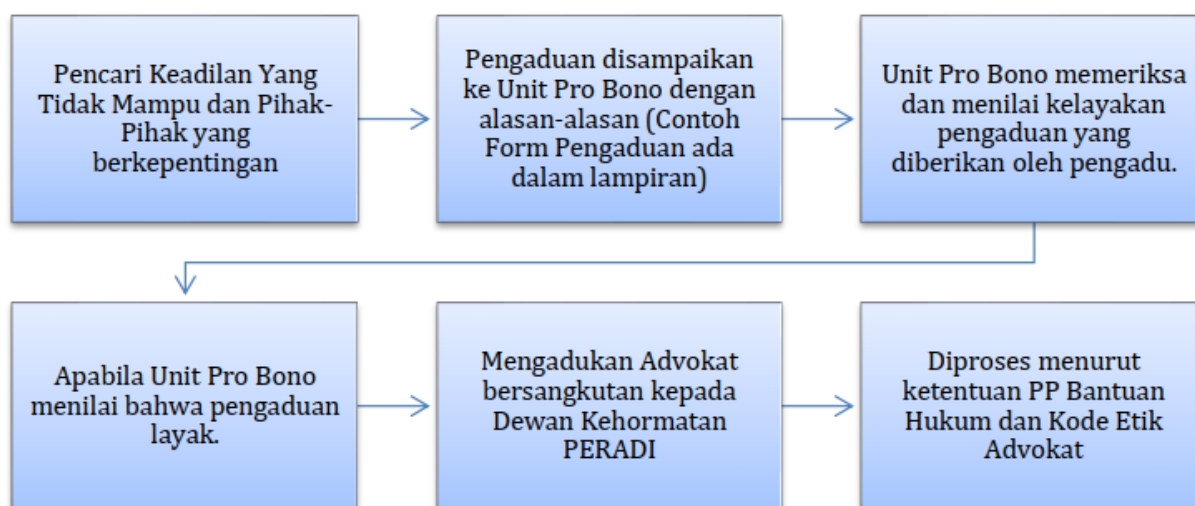 Pencari Keadilan Yang
Tidak Mampu dan Pihak-
Pihak yang
berkepentingan
Pengaduan disampaikan
ke Unit Pro Bono dengan
alasan-alasan (Contoh
Form Pengaduan ada
dalam lampiran)
Unit Pro Bono memeriksa
dan menilai kelayakan
pengaduan yang
diberikan oleh pengadu.
Apabila Unit Pro Bono
menilai bahwa pengaduan
layak.
Mengadukan Advokat
bersangkutan kepada
Dewan Kehormatan
PERADI
Diproses menurut
ketentuan PP Bantuan
Hukum dan Kode Etik
Advokat